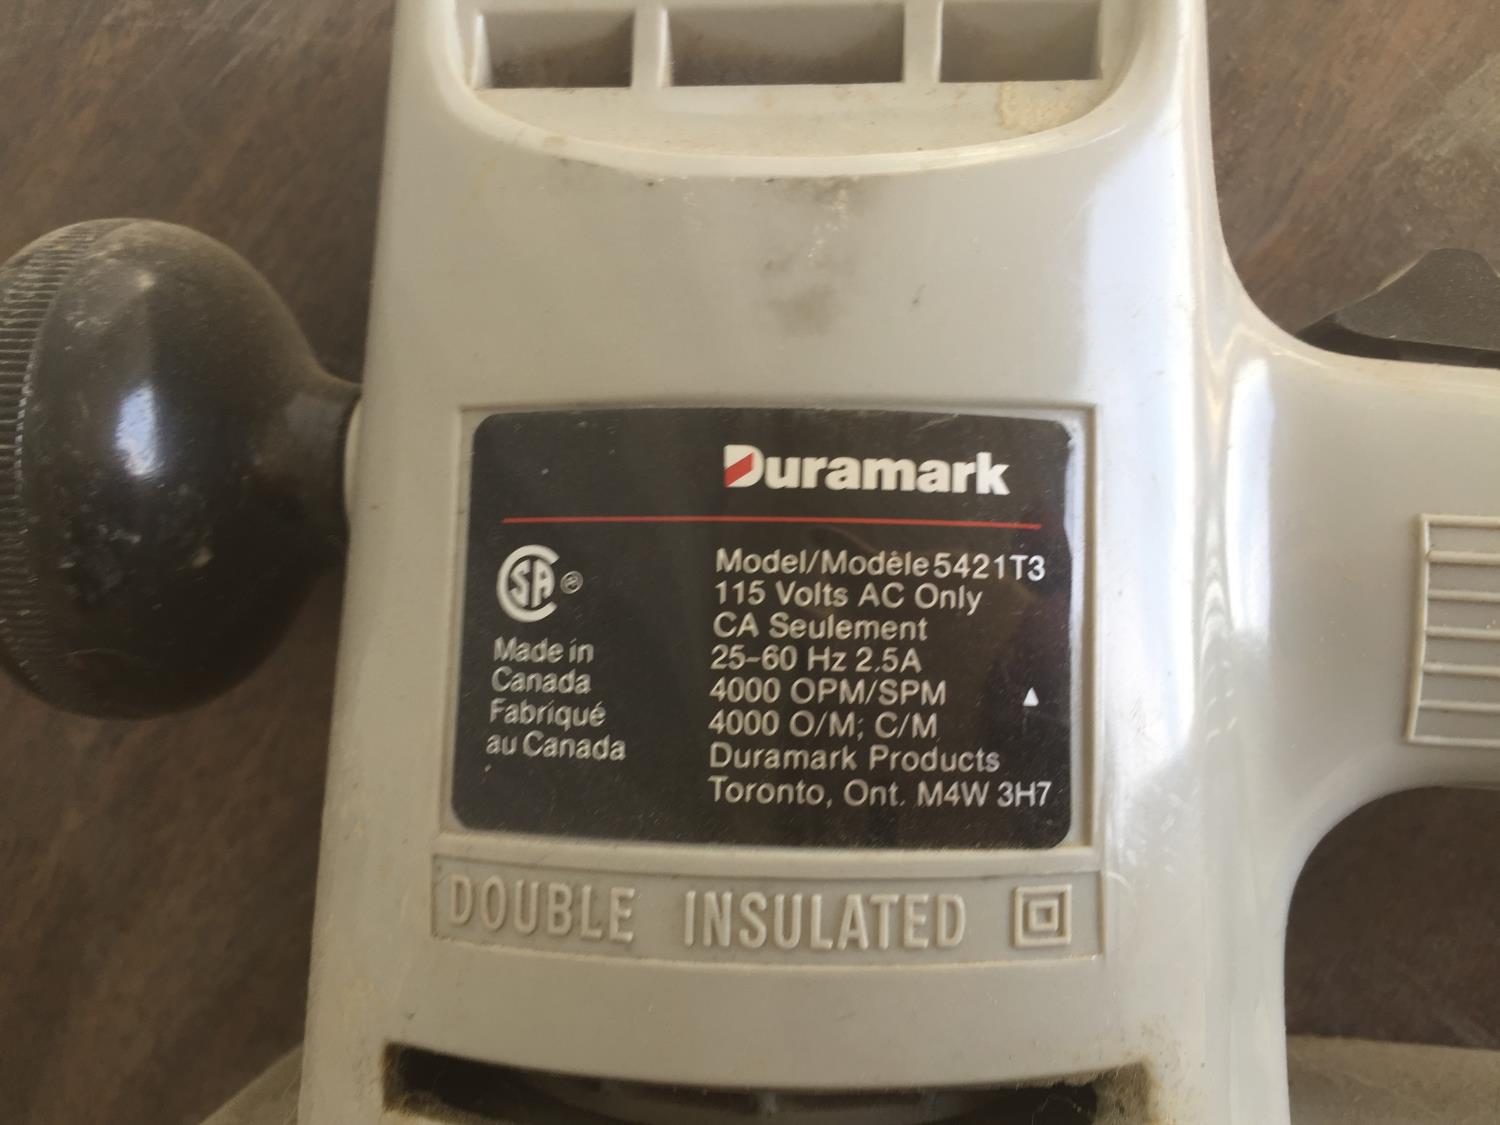 Duramark
CSA ®
Made in
Canada
Fabriqué
au Canada
Model/Modèle 5421T3
115 Volts AC Only
CA Seulement
25-60 Hz 2.5A
4000 OPM/SPM
4000 O/M; C/M
Duramark Products
Toronto, Ont. M4W 3H7
DOUBLE INSULATED